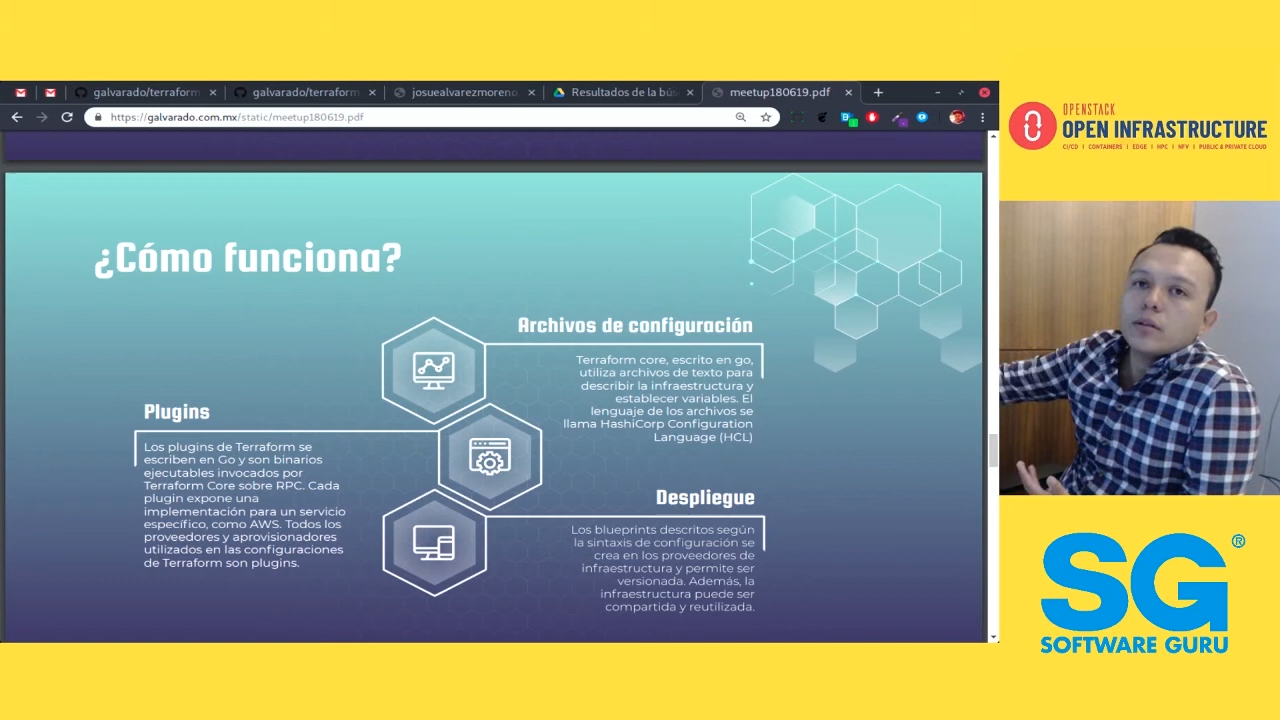 galvarado/terraform
galvarado/terraform
josuealvarezmoreno
Resultados de la bús
meetup180619.pdf
https://galvarado.com.mx/static/meetup180619.pdf
¿Cómo funciona?
Archivos de configuración
Terraform core, escrito en go,
utiliza archivos de texto para
describir la infraestructura y
establecer variables. El
lenguaje de los archivos se
llama HashiCorp Configuration
Language (HCL)
Plugins
Los plugins de Terraform se
escriben en Go y son binarios
ejecutables invocados por
Terraform Core sobre RPC. Cada
plugin expone una
implementación para un servicio
específico, como AWS. Todos los
proveedores y aprovisionadores
utilizados en las configuraciones
de Terraform son plugins.
Despliegue
Los blueprints descritos según
la sintaxis de configuración se
crea en los proveedores de
infraestructura y permite ser
versionada. Además, la
infraestructura puede ser
compartida y reutilizada.
OPENSTACK
OPEN INFRASTRUCTURE
CI/CD | CONTAINERS | EDGE | HPC | NFV | PUBLIC & PRIVATE CLOUD
SG®
SOFTWARE GURU